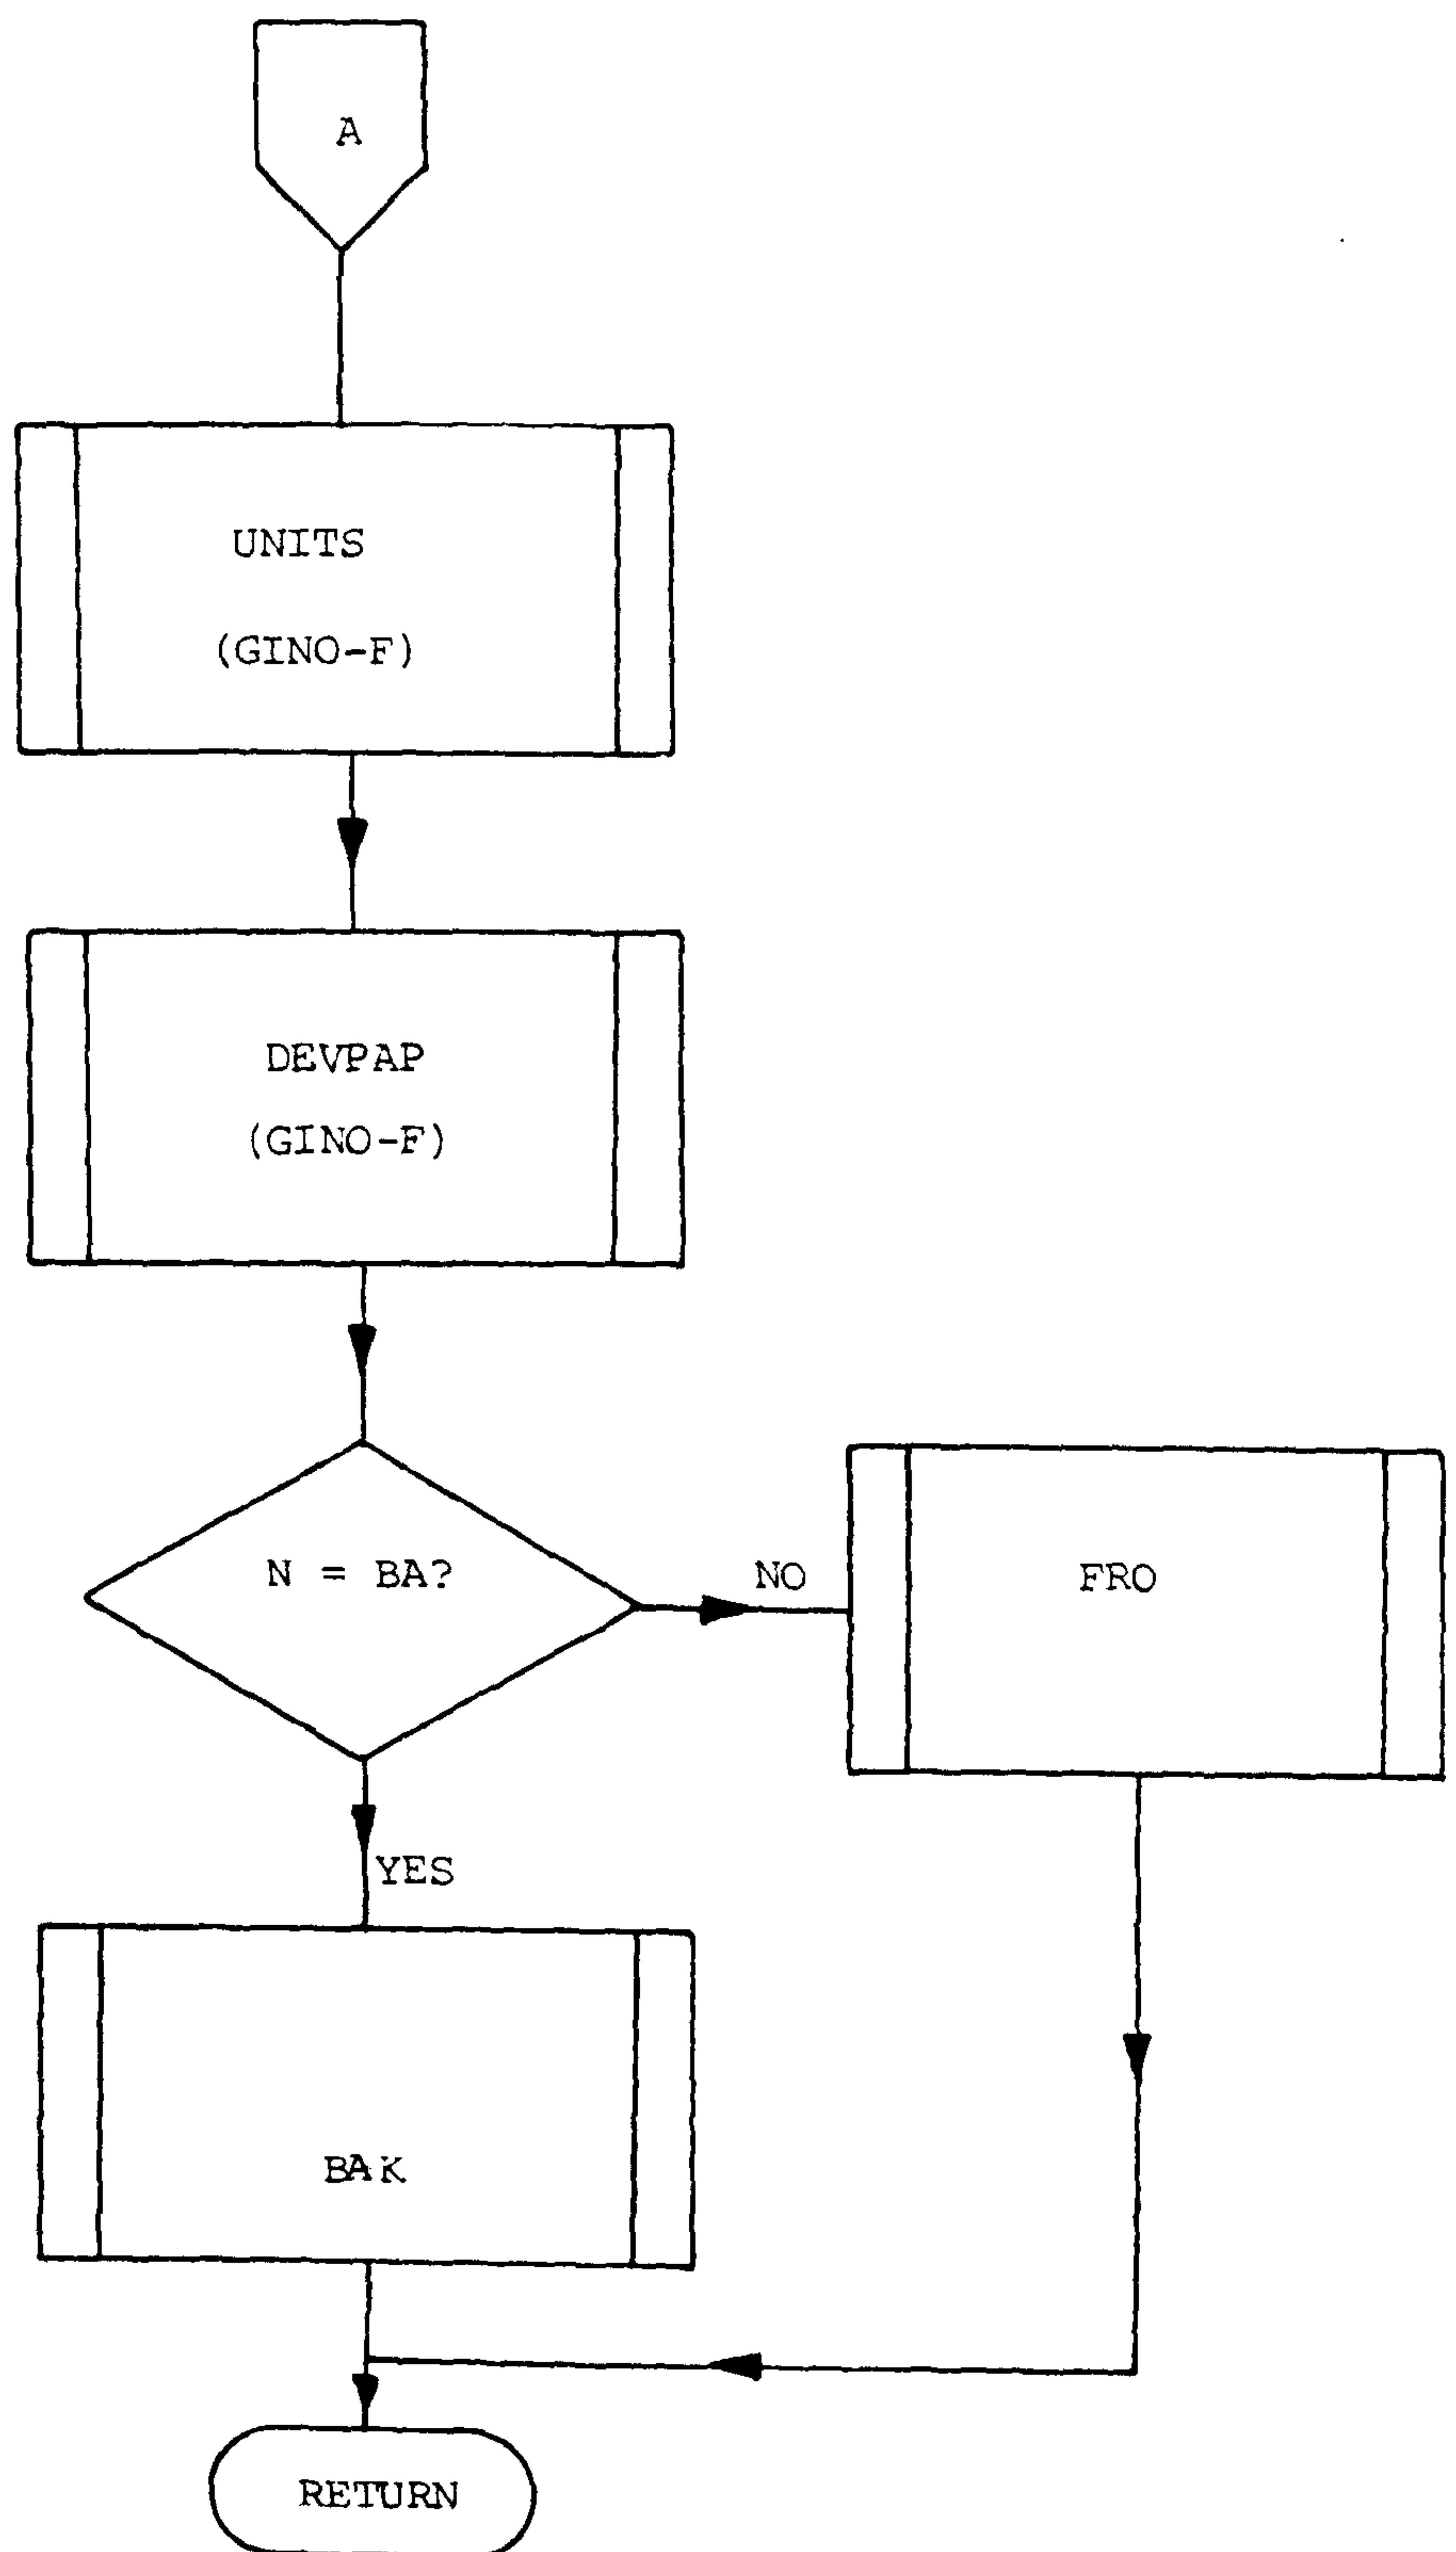 A
UNITS
(GINO-F)
DEVPAP
(GINO-F)
N = BA?
NO
FRO
YES
BAK
RETURN